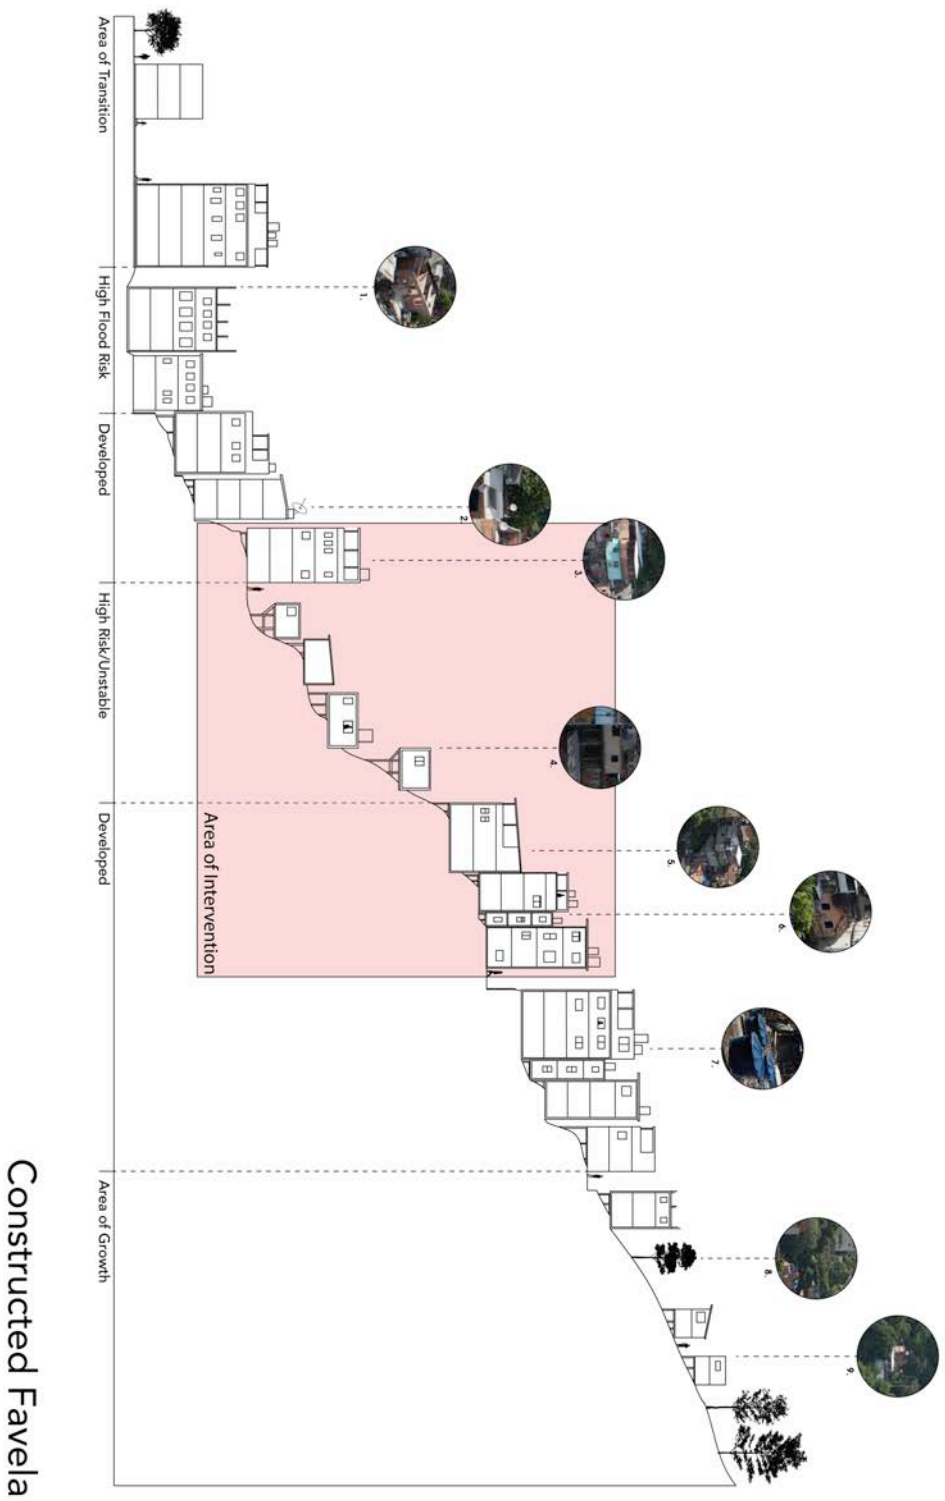 1.
2.
3.
4.
5.
6.
7.
8.
9.
Area of Intervention
Area of Transition
High Flood Risk
Developed
High Risk/Unstable
Developed
Area of Growth
Constructed Favela